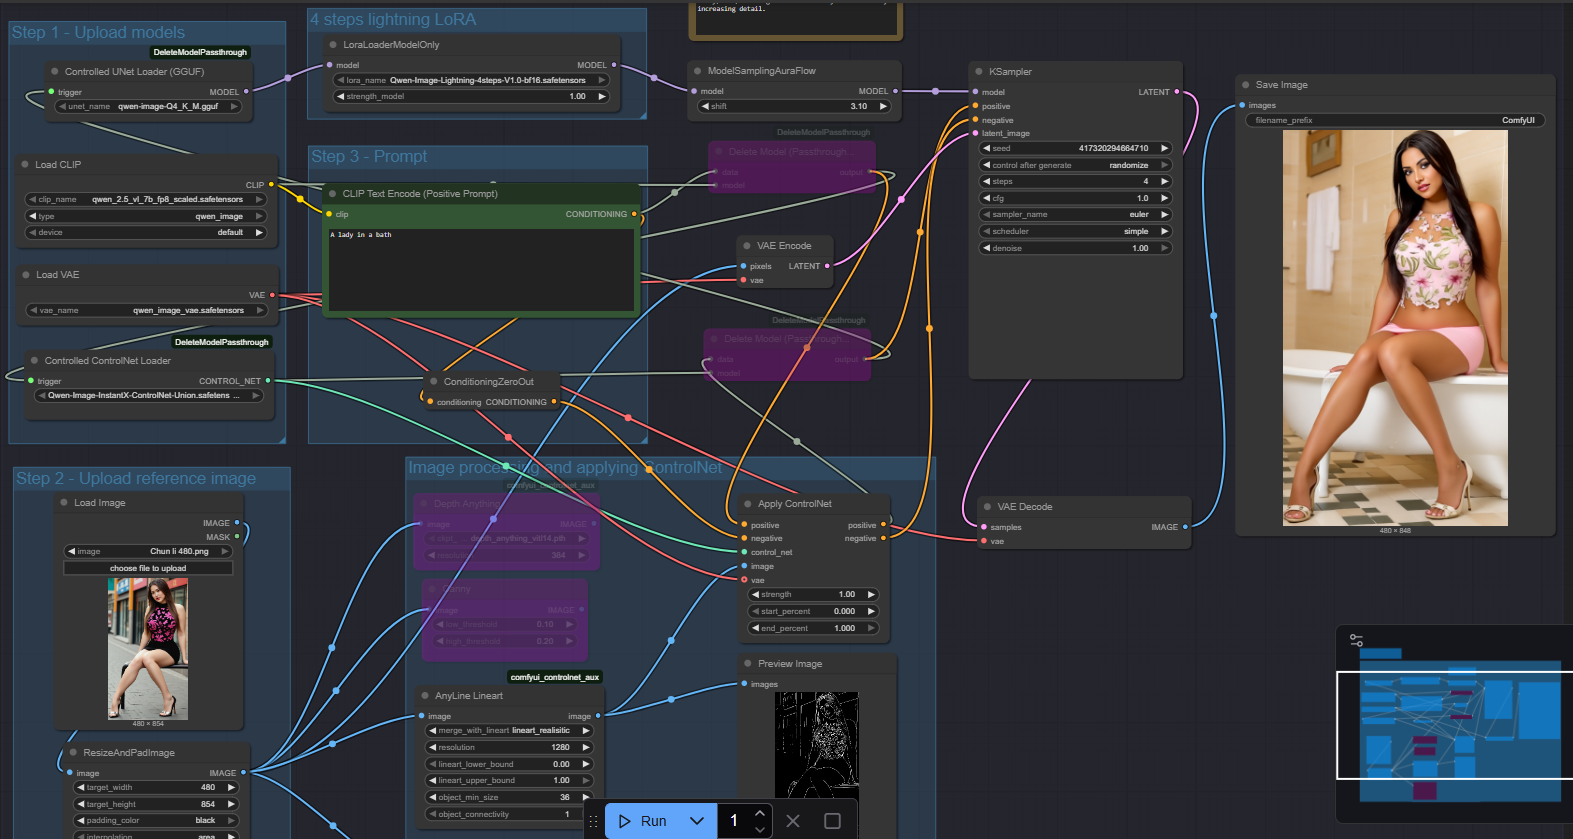 increasing detail.
Step 1 - Upload models
DeleteModelPassthrough
Controlled UNet Loader (GGUF)
trigger MODEL
unet_name qwen-image-Q4_K_M.gguf
Load CLIP
CLIP
clip_name qwen_2.5_vl_7b_fp8_scaled.safetensors
type qwen_image
device default
Load VAE
VAE
vae_name qwen_image_vae.safetensors
DeleteModelPassthrough
Controlled ControlNet Loader
trigger CONTROL_NET
Qwen-Image-InstantX-ControlNet-Union.safetens ...
4 steps lightning LoRA
LoraLoaderModelOnly
model MODEL
lora_name Qwen-Image-Lightning-4steps-V1.0-bf16.safetensors
strength_model 1.00
Step 3 - Prompt
CLIP Text Encode (Positive Prompt)
clip CONDITIONING
A lady in a bath
ConditioningZeroOut
conditioning CONDITIONING
ModelSamplingAuraFlow
model MODEL
shift 3.10
DeleteModelPassthrough
Delete Model (Passthrough...
data output
model
VAE Encode
pixels LATENT
vae
DeleteModelPassthrough
Delete Model (Passthrough...
data output
model
KSampler
model LATENT
positive
negative
latent_image
seed 417320294664710
control after generate randomize
steps 4
cfg 1.0
sampler_name euler
scheduler simple
denoise 1.00
Save Image
images
filename_prefix ComfyUI
480 × 848
Step 2 - Upload reference image
Load Image
IMAGE
MASK
image Chun li 480.png
choose file to upload
480 × 854
ResizeAndPadImage
image IMAGE
target_width 480
target_height 854
padding_color black
interpolation area
Image processing and applying ControlNet
comfyui_controlnet_aux
Depth Anything
image IMAGE
ckpt_... depth_anything_vitl14.pth
resolution 384
Canny
image IMAGE
low_threshold 0.10
high_threshold 0.20
comfyui_controlnet_aux
AnyLine Lineart
image image
merge_with_lineart lineart_realisitic
resolution 1280
lineart_lower_bound 0.00
lineart_upper_bound 1.00
object_min_size 36
object_connectivity 1
Apply ControlNet
positive positive
negative negative
control_net
image
vae
strength 1.00
start_percent 0.000
end_percent 1.000
Preview Image
images
VAE Decode
samples IMAGE
vae
Run 1